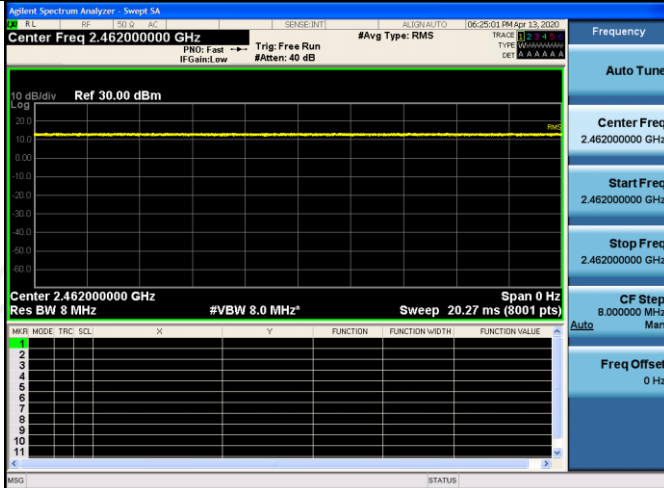 Agilent Spectrum Analyzer - Swept SA
RL RF 50 Ω AC SENSE:INT ALIGN AUTO 06:25:01 PM Apr 13, 2020
Center Freq 2.462000000 GHz #Avg Type: RMS TRACE 1 2 3 4 5 6
PNO: Fast Trig: Free Run TYPE W
IFGain:Low #Atten: 40 dB DET A A A A A A
10 dB/div Ref 30.00 dBm
Log
20.0
RMS
10.0
0.00
-10.0
-20.0
-30.0
-40.0
-50.0
-60.0
Center 2.462000000 GHz Span 0 Hz
Res BW 8 MHz #VBW 8.0 MHz* Sweep 20.27 ms (8001 pts)
MKR MODE TRC SCL X Y FUNCTION FUNCTION WIDTH FUNCTION VALUE
1
2
3
4
5
6
7
8
9
10
11
MSG STATUS
Frequency
Auto Tune
Center Freq
2.462000000 GHz
Start Freq
2.462000000 GHz
Stop Freq
2.462000000 GHz
CF Step
8.000000 MHz
Auto Man
Freq Offset
0 Hz